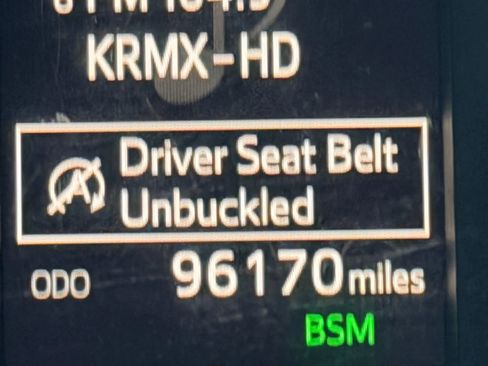 KRMX-HD
Driver Seat Belt
Unbuckled
ODO 96170 miles
BSM